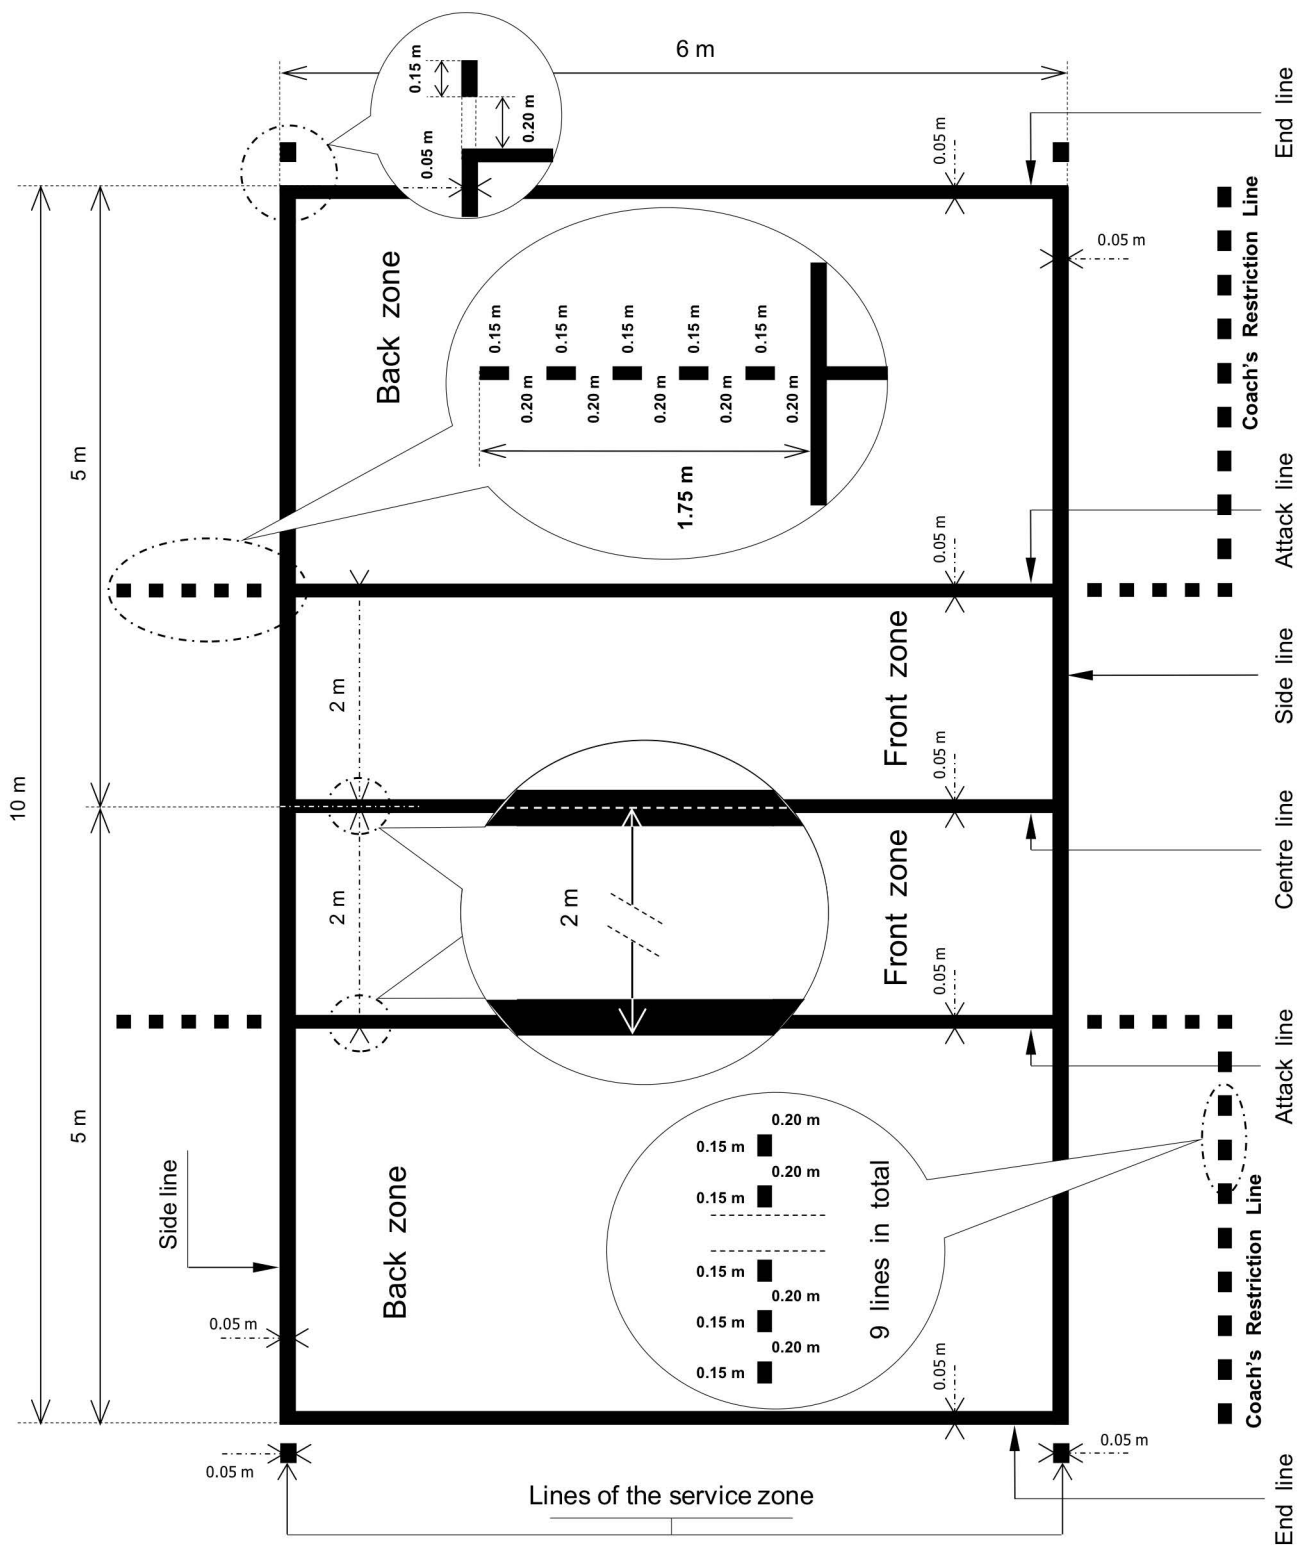 6 m
0.15 m
0.20 m
0.05 m
0.05 m
End line
0.05 m
Coach's Restriction Line
Back zone
0.15 m
0.15 m
0.15 m
0.15 m
0.15 m
0.20 m
0.20 m
0.20 m
0.20 m
0.20 m
1.75 m
5 m
Attack line
0.05 m
Front zone
2 m
Side line
0.05 m
10 m
Centre line
2 m
2 m
Front zone
0.05 m
Attack line
5 m
Side line
Back zone
0.20 m
0.15 m
0.20 m
0.15 m
0.15 m
0.20 m
0.15 m
0.20 m
0.15 m
9 lines in total
Coach's Restriction Line
0.05 m
0.05 m
0.05 m
0.05 m
Lines of the service zone
End line